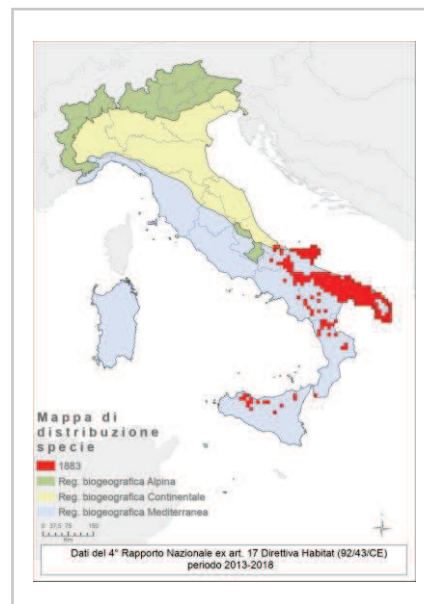 Mappa di
distribuzione
specie
1883
Reg. biogeografica Alpina
Reg. biogeografica Continentale
Reg. biogeografica Mediterranea
0 37,5 75 150
Km
Dati del 4° Rapporto Nazionale ex art. 17 Direttiva Habitat (92/43/CE)
periodo 2013-2018